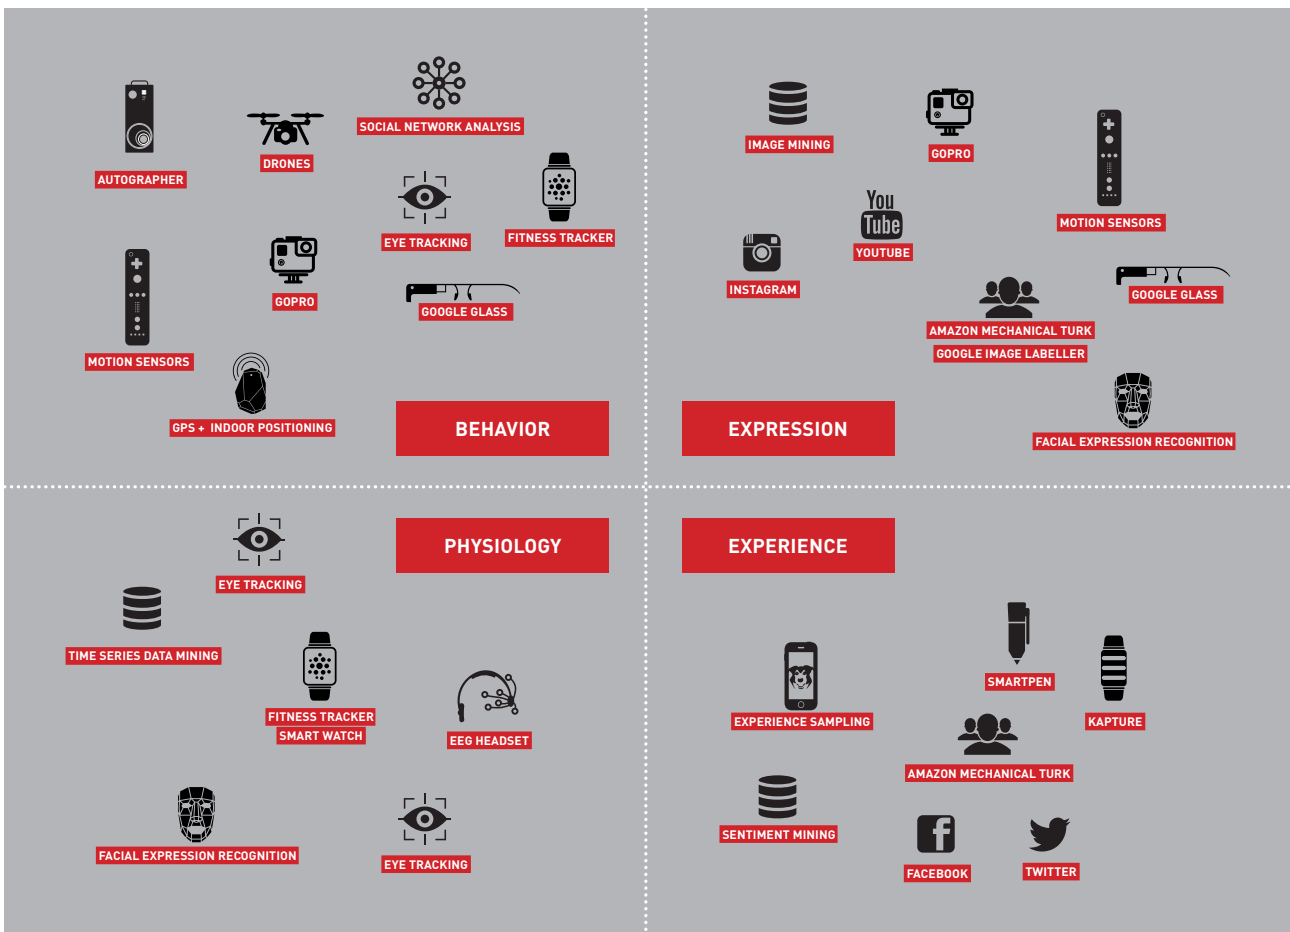 SOCIAL NETWORK ANALYSIS
DRONES
AUTOGRAPHER
EYE TRACKING
FITNESS TRACKER
GOPRO
GOOGLE GLASS
MOTION SENSORS
GPS + INDOOR POSITIONING
BEHAVIOR
IMAGE MINING
GOPRO
MOTION SENSORS
You
Tube
YOUTUBE
INSTAGRAM
GOOGLE GLASS
AMAZON MECHANICAL TURK
GOOGLE IMAGE LABELLER
FACIAL EXPRESSION RECOGNITION
EXPRESSION
PHYSIOLOGY
EYE TRACKING
TIME SERIES DATA MINING
FITNESS TRACKER
SMART WATCH
EEG HEADSET
FACIAL EXPRESSION RECOGNITION
EYE TRACKING
EXPERIENCE
SMARTPEN
EXPERIENCE SAMPLING
KAPTURE
AMAZON MECHANICAL TURK
SENTIMENT MINING
f
FACEBOOK
TWITTER